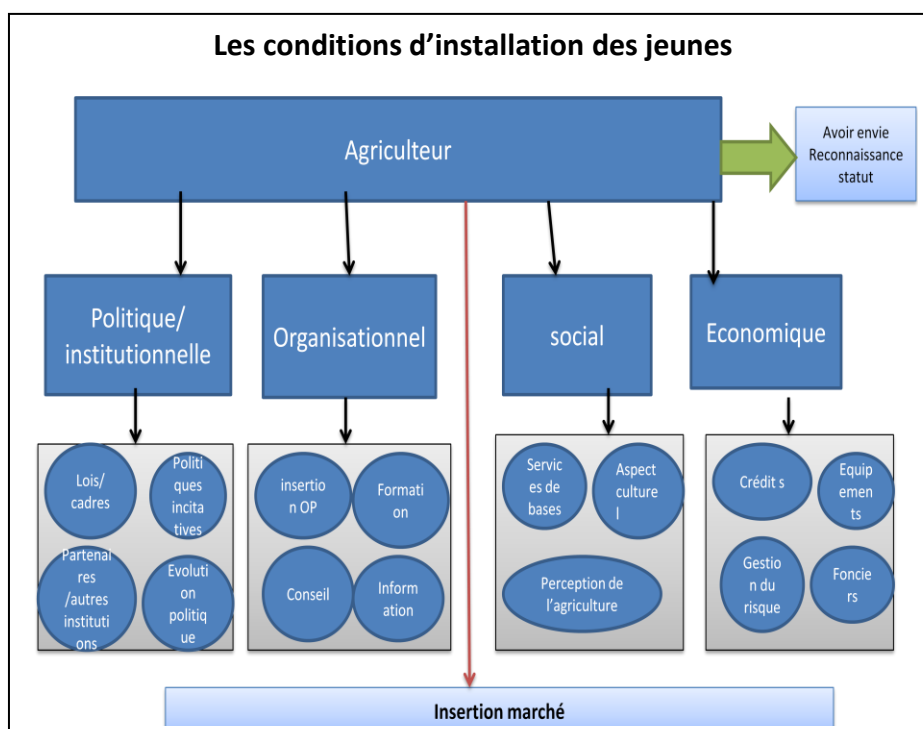 Les conditions d’installation des jeunes
Agriculteur
Avoir envie
Reconnaissance
statut
Politique/
institutionnelle
Organisationnel
social
Economique
Lois/
cadres
Politi
ques
incita
tives
Partenai
res
/autres
instituti
ons
Evoluti
on
politiq
ue
insertio
n OP
Formati
on
Conseil
Inform
ation
Servic
es de
bases
Aspect
culture
l
Perception de
l’agriculture
Crédit s
Equip
emen
ts
Gestio
n du
risque
Foncie
rs
Insertion marché